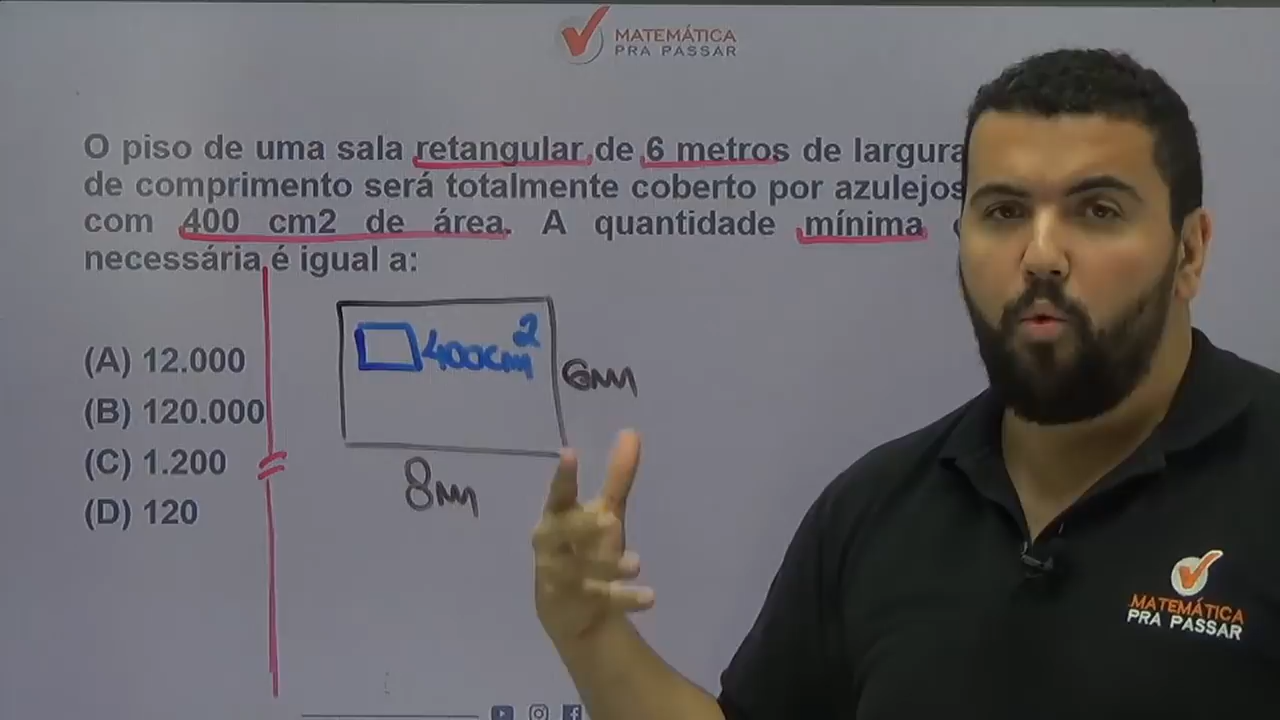 MATEMÁTICA
PRA PASSAR
O piso de uma sala retangular de 6 metros de largura
de comprimento será totalmente coberto por azulejos
com 400 cm2 de área. A quantidade mínima
necessária é igual a:
(A) 12.000
(B) 120.000
(C) 1.200
(D) 120
400cm²
6m
8m
MATEMÁTICA
PRA PASSAR